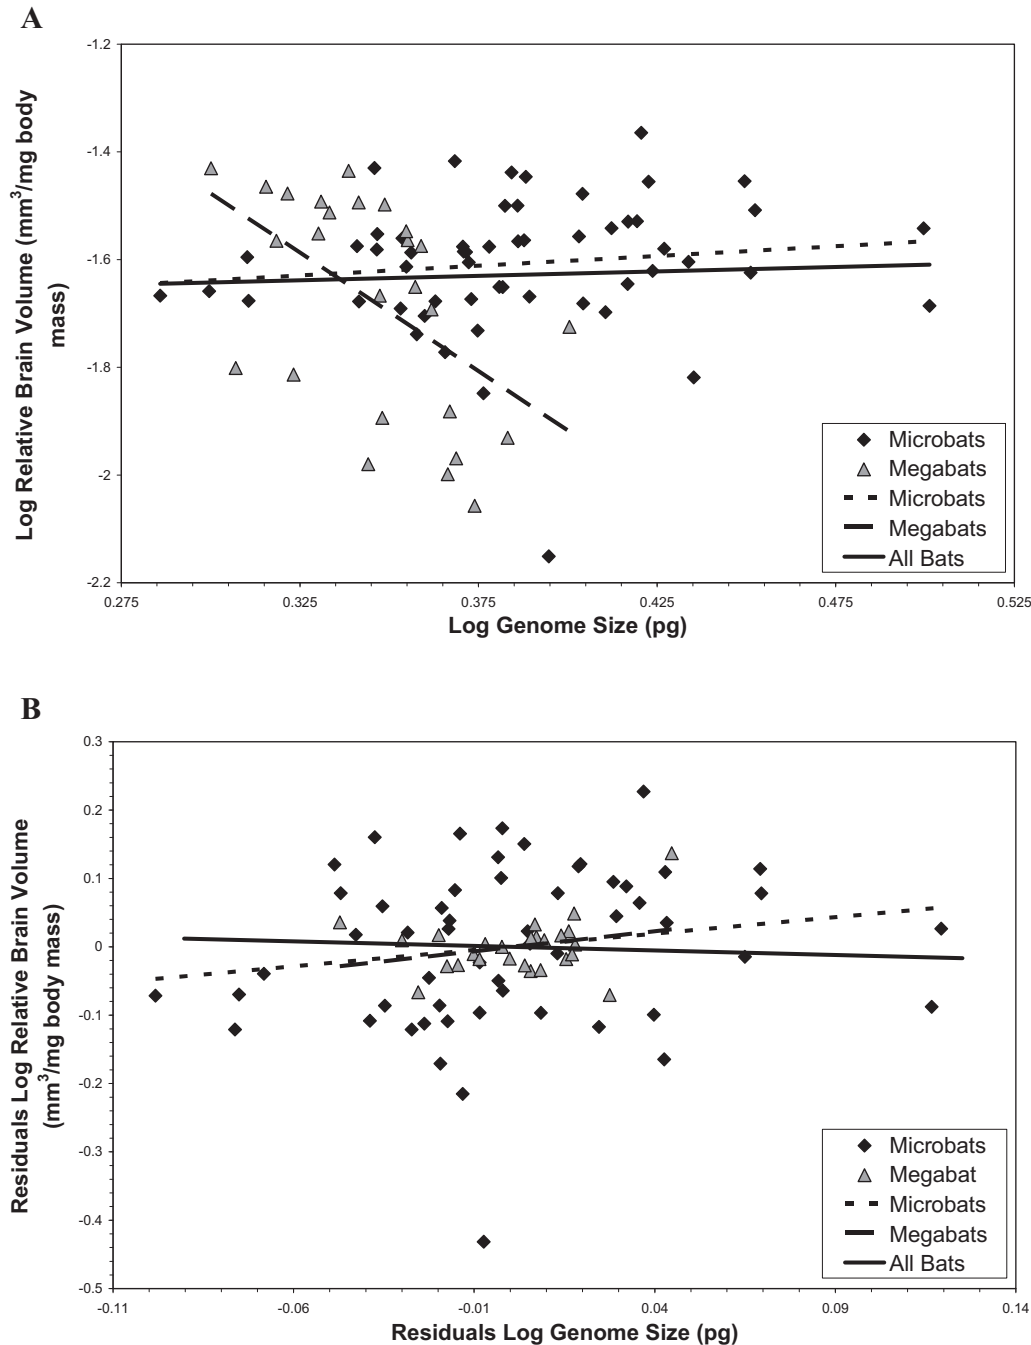 A
-1.2
-1.4
-1.6
-1.8
-2
-2.2
0.275
0.325
0.375
0.425
0.475
0.525
Log Relative Brain Volume (mm³/mg body
mass)
Log Genome Size (pg)
Microbats
Megabats
Microbats
Megabats
All Bats
B
0.3
0.2
0.1
0
-0.1
-0.2
-0.3
-0.4
-0.5
-0.11
-0.06
-0.01
0.04
0.09
0.14
Residuals Log Relative Brain Volume
(mm³/mg body mass)
Residuals Log Genome Size (pg)
Microbats
Megabat
Microbats
Megabats
All Bats